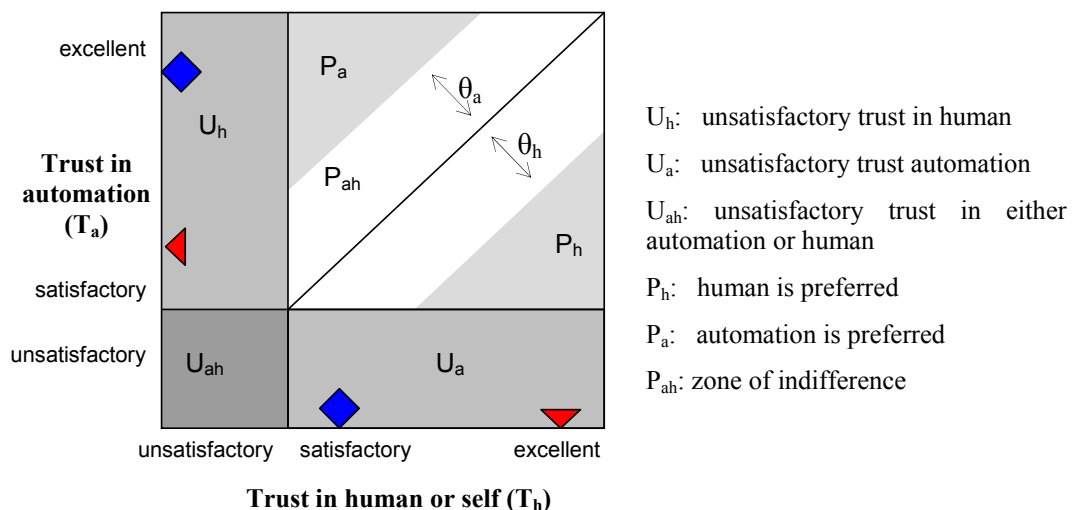 excellent
Pₐ
θₐ
Uₕ
θₕ
Trust in
automation
(Tₐ)
Pₐₕ
Pₕ
satisfactory
unsatisfactory
Uₐₕ
Uₐ
unsatisfactory satisfactory excellent
Trust in human or self (Tₕ)
Uₕ: unsatisfactory trust in human
Uₐ: unsatisfactory trust automation
Uₐₕ: unsatisfactory trust in either
automation or human
Pₕ: human is preferred
Pₐ: automation is preferred
Pₐₕ: zone of indifference